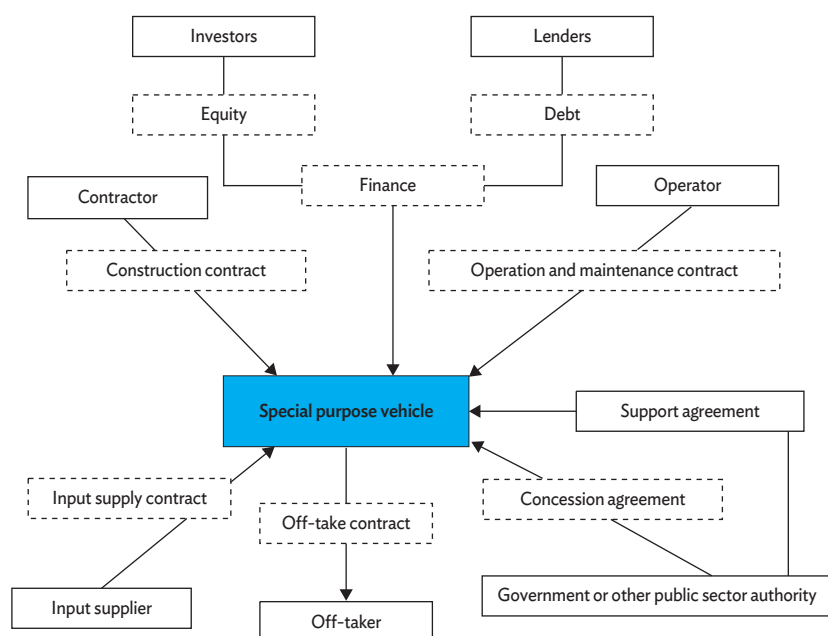 Investors
Lenders
Equity
Debt
Finance
Contractor
Operator
Construction contract
Operation and maintenance contract
Special purpose vehicle
Support agreement
Input supply contract
Concession agreement
Off-take contract
Input supplier
Government or other public sector authority
Off-taker